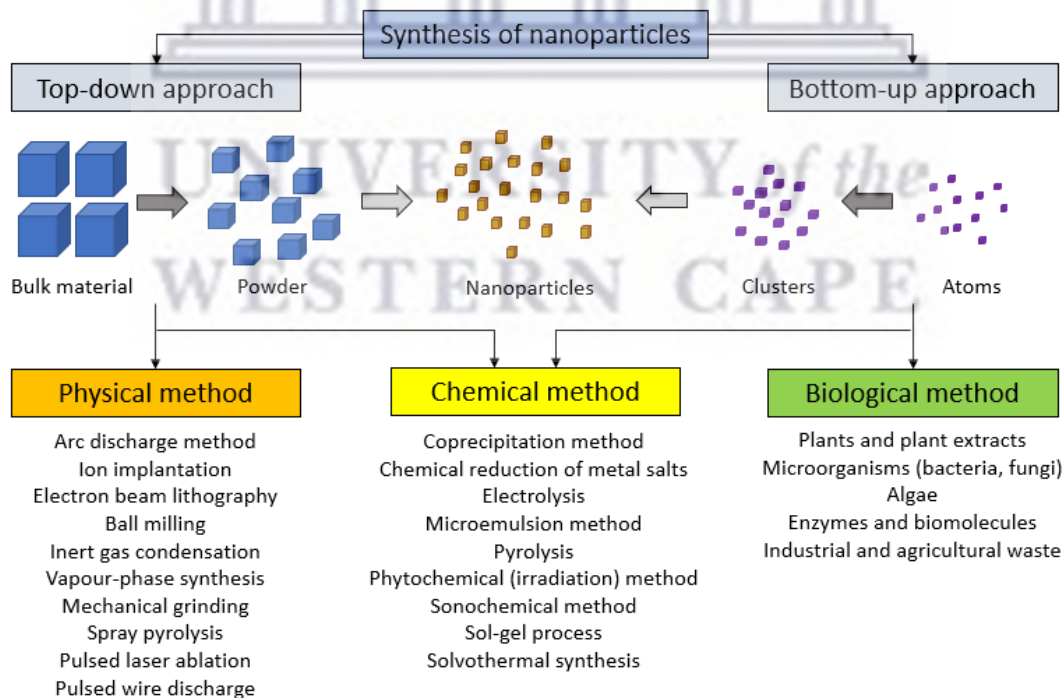 Synthesis of nanoparticles
Top-down approach
Bottom-up approach
UNIVERSITY of the
Bulk material
Powder
Nanoparticles
Clusters
Atoms
WESTERN CAPE
Physical method
Chemical method
Biological method
Arc discharge method
Ion implantation
Electron beam lithography
Ball milling
Inert gas condensation
Vapour-phase synthesis
Mechanical grinding
Spray pyrolysis
Pulsed laser ablation
Pulsed wire discharge
Coprecipitation method
Chemical reduction of metal salts
Electrolysis
Microemulsion method
Pyrolysis
Phytochemical (irradiation) method
Sonochemical method
Sol-gel process
Solvothermal synthesis
Plants and plant extracts
Microorganisms (bacteria, fungi)
Algae
Enzymes and biomolecules
Industrial and agricultural waste